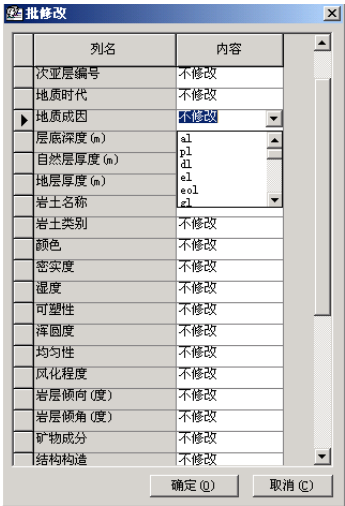 批修改
列名 内容
次亚层编号 不修改
地质时代 不修改
地质成因 不修改
层底深度(m) al
自然层厚度(m) pl
dl
地层厚度(m) el
eol
岩土名称 gl
岩土类别 不修改
颜色 不修改
密实度 不修改
湿度 不修改
可塑性 不修改
浑圆度 不修改
均匀性 不修改
风化程度 不修改
岩层倾向(度) 不修改
岩层倾角(度) 不修改
矿物成分 不修改
结构构造 不修改
确定(O) 取消(C)